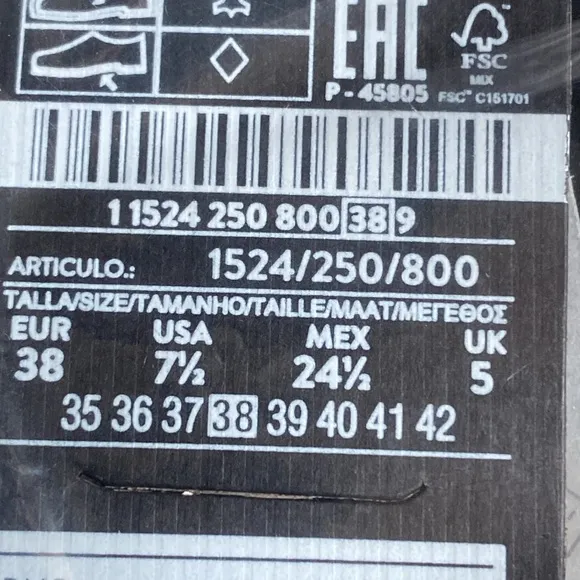 EAC
FSC
MIX
P - 45805 FSC™ C151701
1 1524 250 800 38 9
ARTICULO.: 1524/250/800
TALLA/SIZE/TAMANHO/TAILLE/MAAT/ΜΕΓΕΘΟΣ
EUR USA MEX UK
38 7½ 24½ 5
35 36 37 38 39 40 41 42